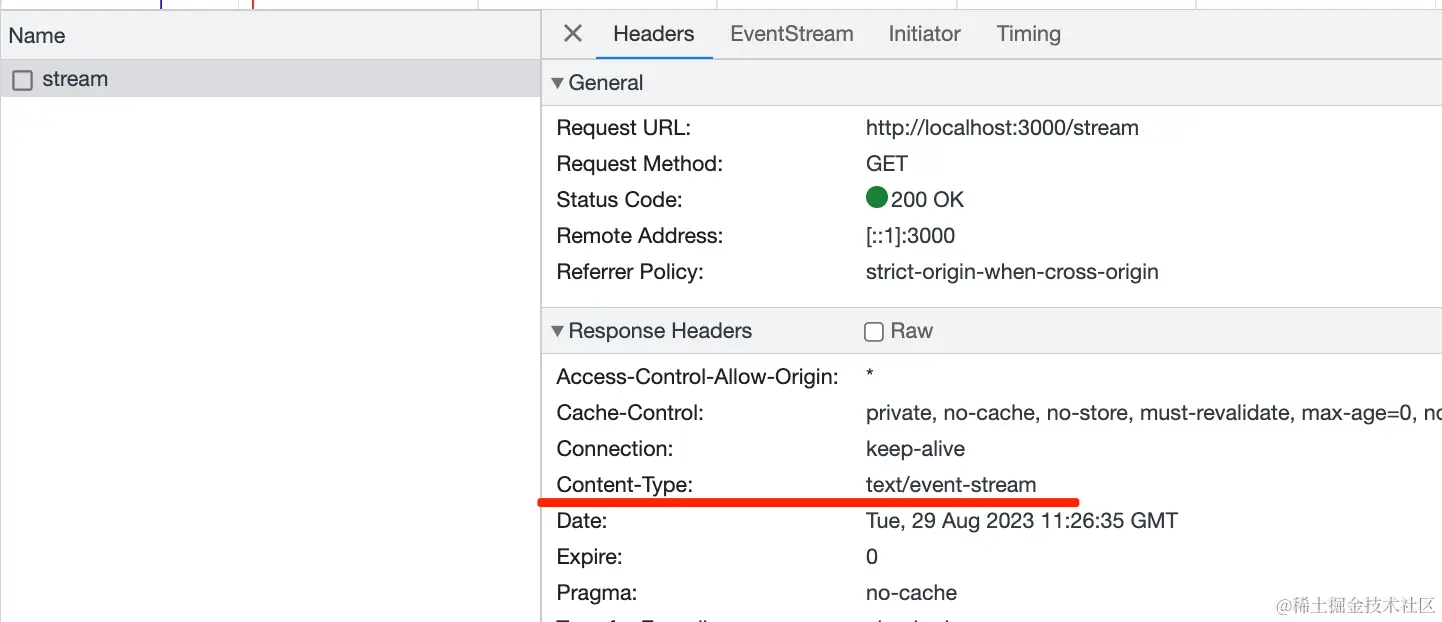 Name
stream
Headers EventStream Initiator Timing
General
Request URL: http://localhost:3000/stream
Request Method: GET
Status Code: 200 OK
Remote Address: [::1]:3000
Referrer Policy: strict-origin-when-cross-origin
Response Headers Raw
Access-Control-Allow-Origin: *
Cache-Control: private, no-cache, no-store, must-revalidate, max-age=0,
Connection: keep-alive
Content-Type: text/event-stream
Date: Tue, 29 Aug 2023 11:26:35 GMT
Expire: 0
Pragma: no-cache
@稀土掘金技术社区